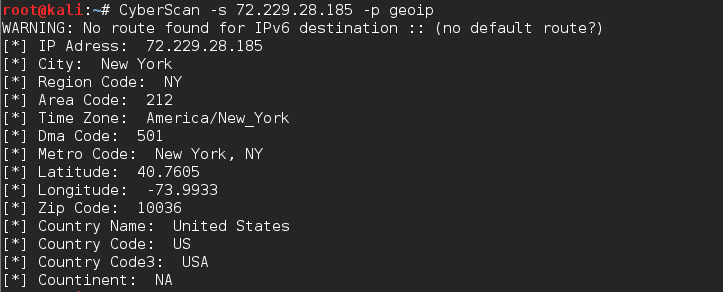 root@kali:~# CyberScan -s 72.229.28.185 -p geoip
WARNING: No route found for IPv6 destination :: (no default route?)
[*] IP Adress:  72.229.28.185
[*] City:  New York
[*] Region Code:  NY
[*] Area Code:  212
[*] Time Zone:  America/New_York
[*] Dma Code:  501
[*] Metro Code:  New York, NY
[*] Latitude:  40.7605
[*] Longitude:  -73.9933
[*] Zip Code:  10036
[*] Country Name:  United States
[*] Country Code:  US
[*] Country Code3:  USA
[*] Countinent:  NA